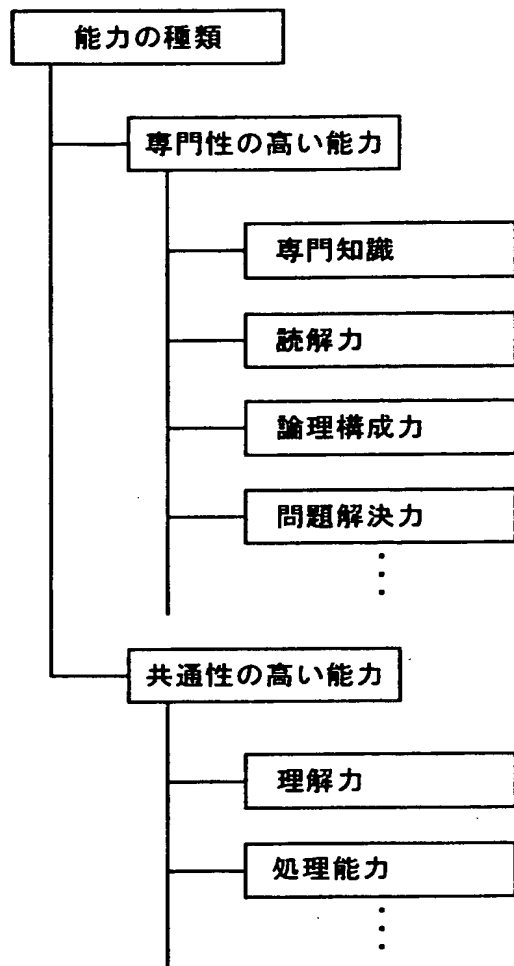 能力の種類
専門性の高い能力
専門知識
読解力
論理構成力
問題解決力
共通性の高い能力
理解力
処理能力